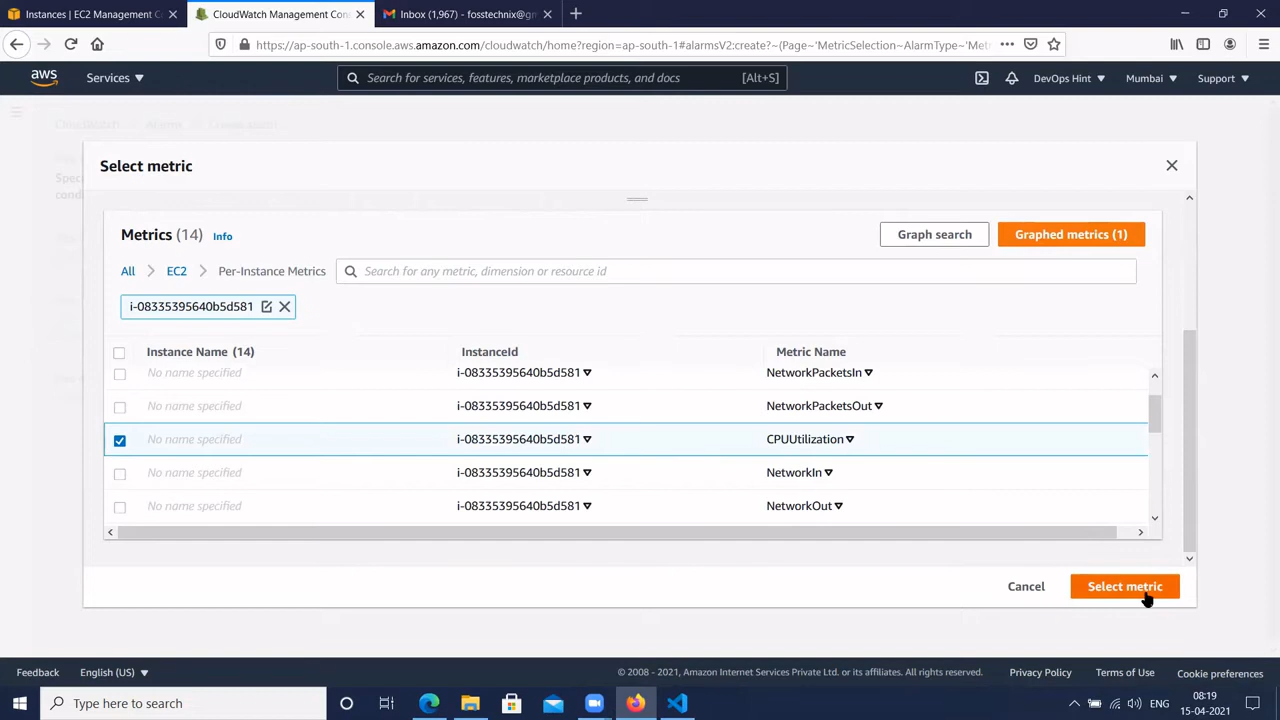 Instances | EC2 Management Co
CloudWatch Management Con
Inbox (1,967) - fosstechnix@gm
https://ap-south-1.console.aws.amazon.com/cloudwatch/home?region=ap-south-1#alarmsV2:create?~(Page~'MetricSelection~AlarmType~'Met
aws
Services
Search for services, features, marketplace products, and docs
[Alt+S]
DevOps Hint
Mumbai
Support
CloudWatch
Alarms
Create alarm
Select metric
Metrics (14)
Info
Graph search
Graphed metrics (1)
All
EC2
Per-Instance Metrics
Search for any metric, dimension or resource id
i-08335395640b5d581
Instance Name (14)
InstanceId
Metric Name
No name specified
i-08335395640b5d581
NetworkPacketsIn
No name specified
i-08335395640b5d581
NetworkPacketsOut
No name specified
i-08335395640b5d581
CPUUtilization
No name specified
i-08335395640b5d581
NetworkIn
No name specified
i-08335395640b5d581
NetworkOut
Cancel
Select metric
Feedback
English (US)
© 2008 - 2021, Amazon Internet Services Private Ltd. or its affiliates. All rights reserved.
Privacy Policy
Terms of Use
Cookie preferences
Type here to search
ENG
08:19
15-04-2021